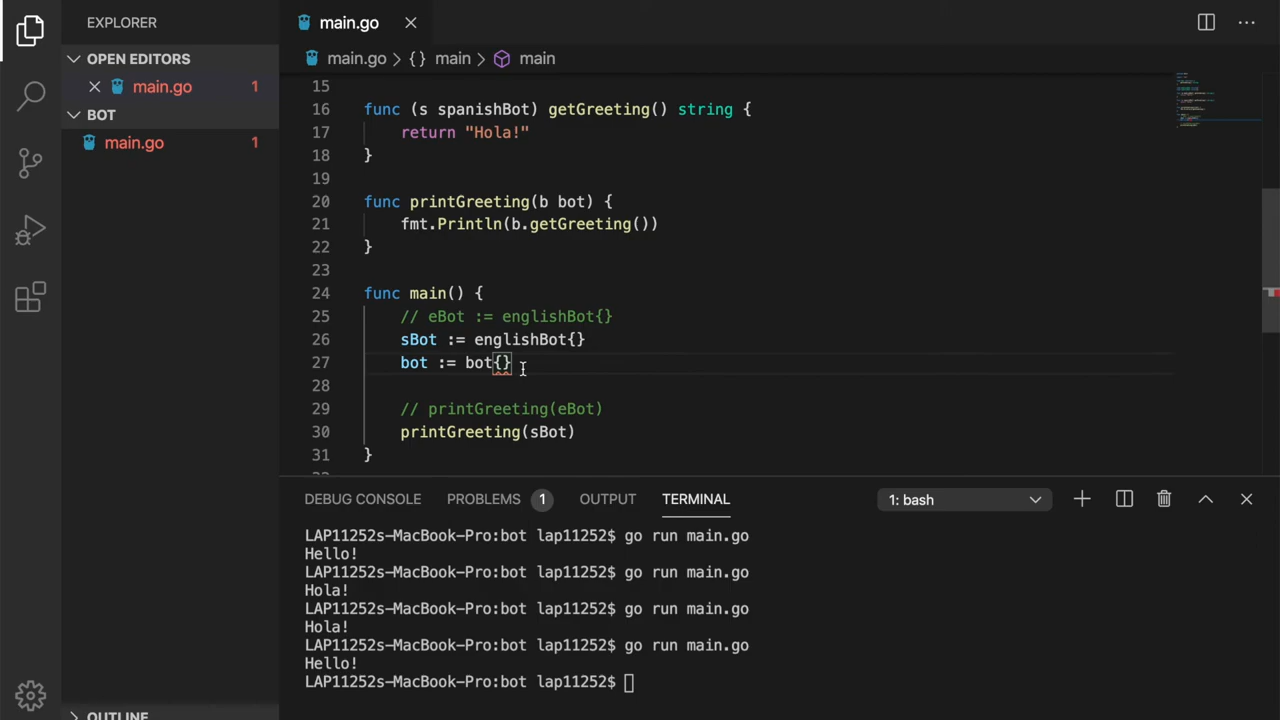 EXPLORER
OPEN EDITORS
main.go 1
BOT
main.go 1
OUTLINE
main.go
main.go > {} main > main
15
16 func (s spanishBot) getGreeting() string {
17 return "Hola!"
18 }
19
20 func printGreeting(b bot) {
21 fmt.Println(b.getGreeting())
22 }
23
24 func main() {
25 // eBot := englishBot{}
26 sBot := englishBot{}
27 bot := bot{}
28
29 // printGreeting(eBot)
30 printGreeting(sBot)
31 }
DEBUG CONSOLE PROBLEMS 1 OUTPUT TERMINAL 1: bash
LAP11252s-MacBook-Pro:bot lap11252$ go run main.go
Hello!
LAP11252s-MacBook-Pro:bot lap11252$ go run main.go
Hola!
LAP11252s-MacBook-Pro:bot lap11252$ go run main.go
Hola!
LAP11252s-MacBook-Pro:bot lap11252$ go run main.go
Hello!
LAP11252s-MacBook-Pro:bot lap11252$